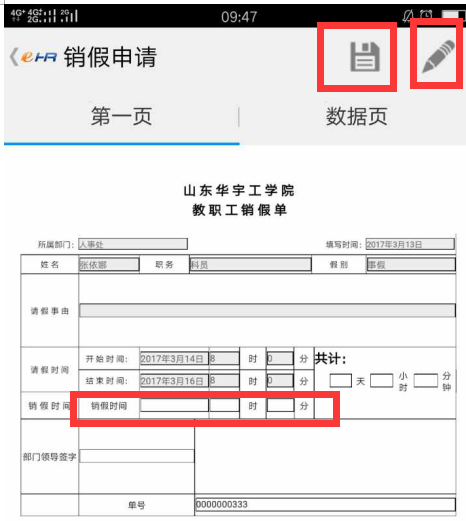 4G+ 4G 2G 2G 09:47
eHR 销假申请
第一页 数据页
山东华宇工学院
教职工销假单
所属部门: 人事处 填写时间: 2017年3月13日
姓名 张依娜 职务 科员 假别 事假
请假事由
请假时间 开始时间: 2017年3月14日 8 时 0 分 共计:
结束时间: 2017年3月16日 8 时 0 分 天 小时 分钟
销假时间 销假时间 时 分
部门领导签字
单号 0000000333